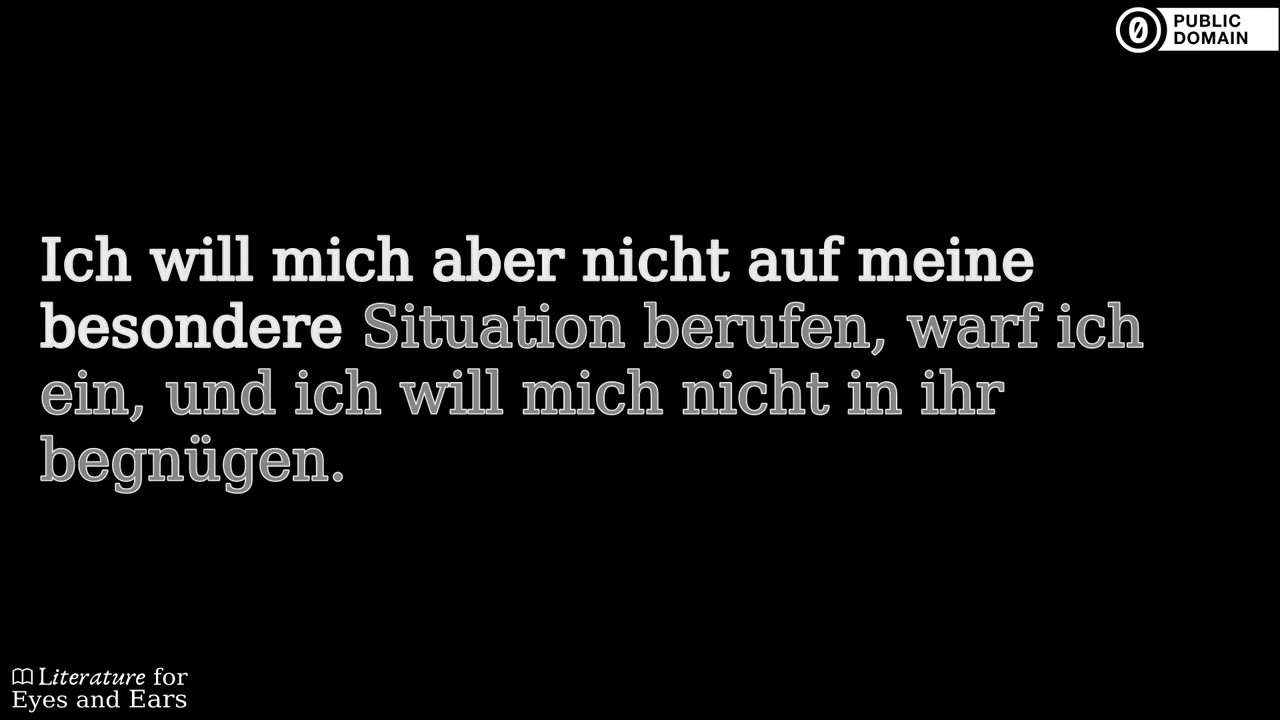 PUBLIC
DOMAIN
Ich will mich aber nicht auf meine
besondere Situation berufen, warf ich
ein, und ich will mich nicht in ihr
begnügen.
Literature for
Eyes and Ears